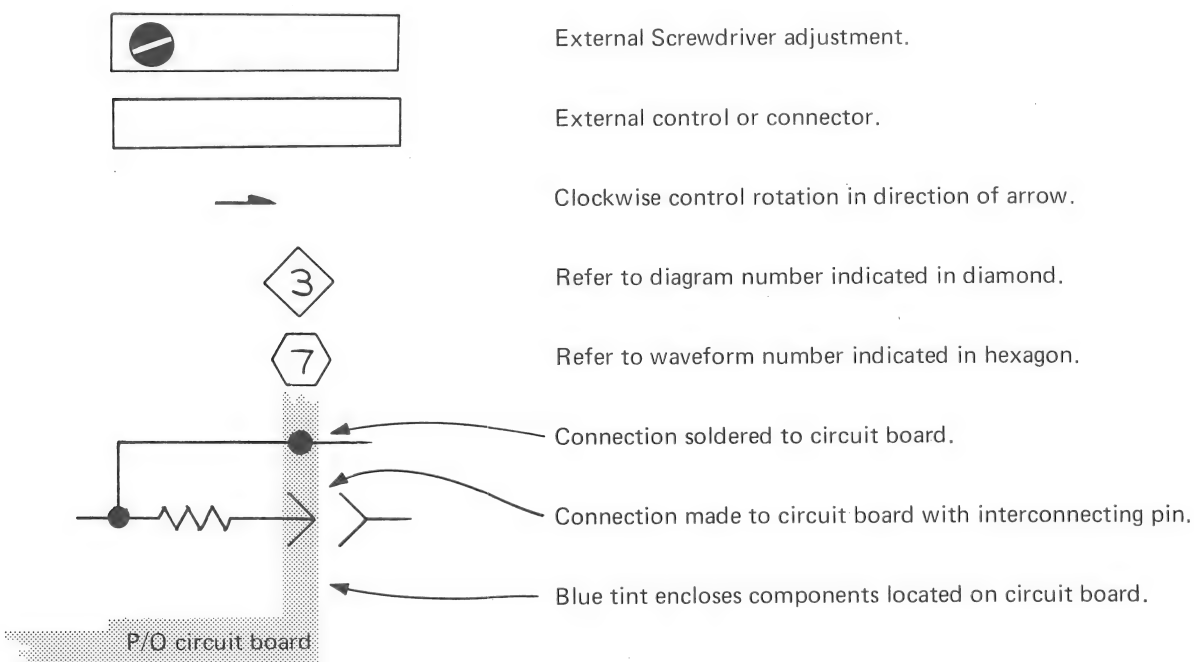 External Screwdriver adjustment.
External control or connector.
Clockwise control rotation in direction of arrow.
3
Refer to diagram number indicated in diamond.
7
Refer to waveform number indicated in hexagon.
Connection soldered to circuit board.
Connection made to circuit board with interconnecting pin.
Blue tint encloses components located on circuit board.
P/O circuit board